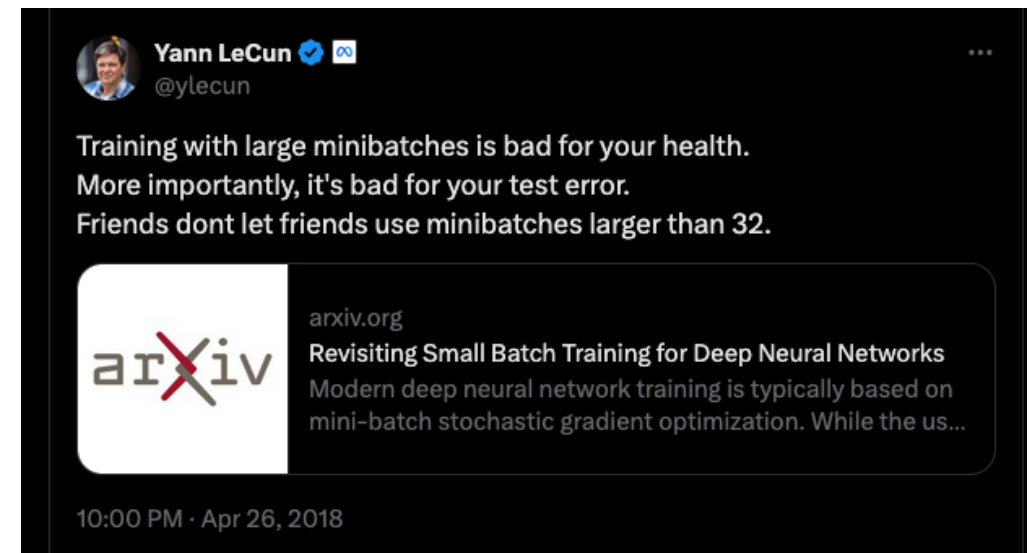 Yann LeCun
@ylecun
...
Training with large minibatches is bad for your health.
More importantly, it's bad for your test error.
Friends dont let friends use minibatches larger than 32.
arXiv
arxiv.org
Revisiting Small Batch Training for Deep Neural Networks
Modern deep neural network training is typically based on
mini-batch stochastic gradient optimization. While the us...
10:00 PM · Apr 26, 2018